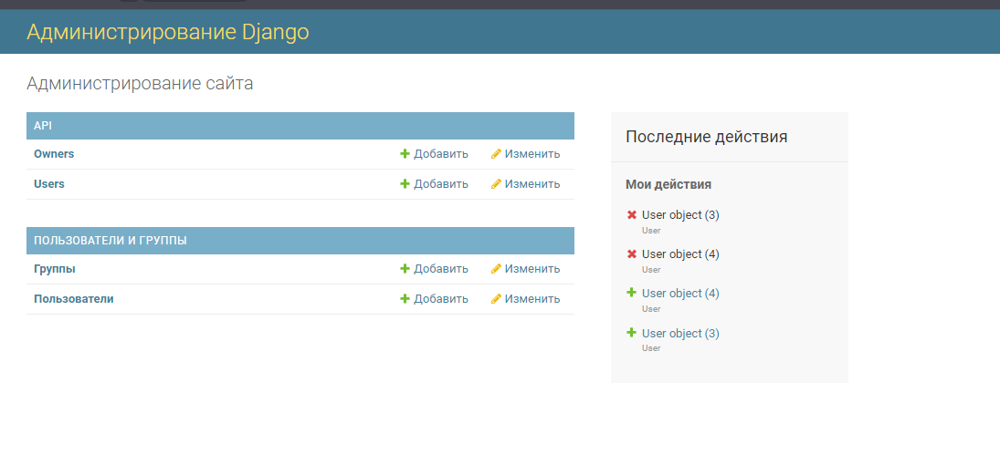 Администрирование Django
Администрирование сайта
API
Owners Добавить Изменить
Users Добавить Изменить
ПОЛЬЗОВАТЕЛИ И ГРУППЫ
Группы Добавить Изменить
Пользователи Добавить Изменить
Последние действия
Мои действия
User object (3)
User
User object (4)
User
User object (4)
User
User object (3)
User